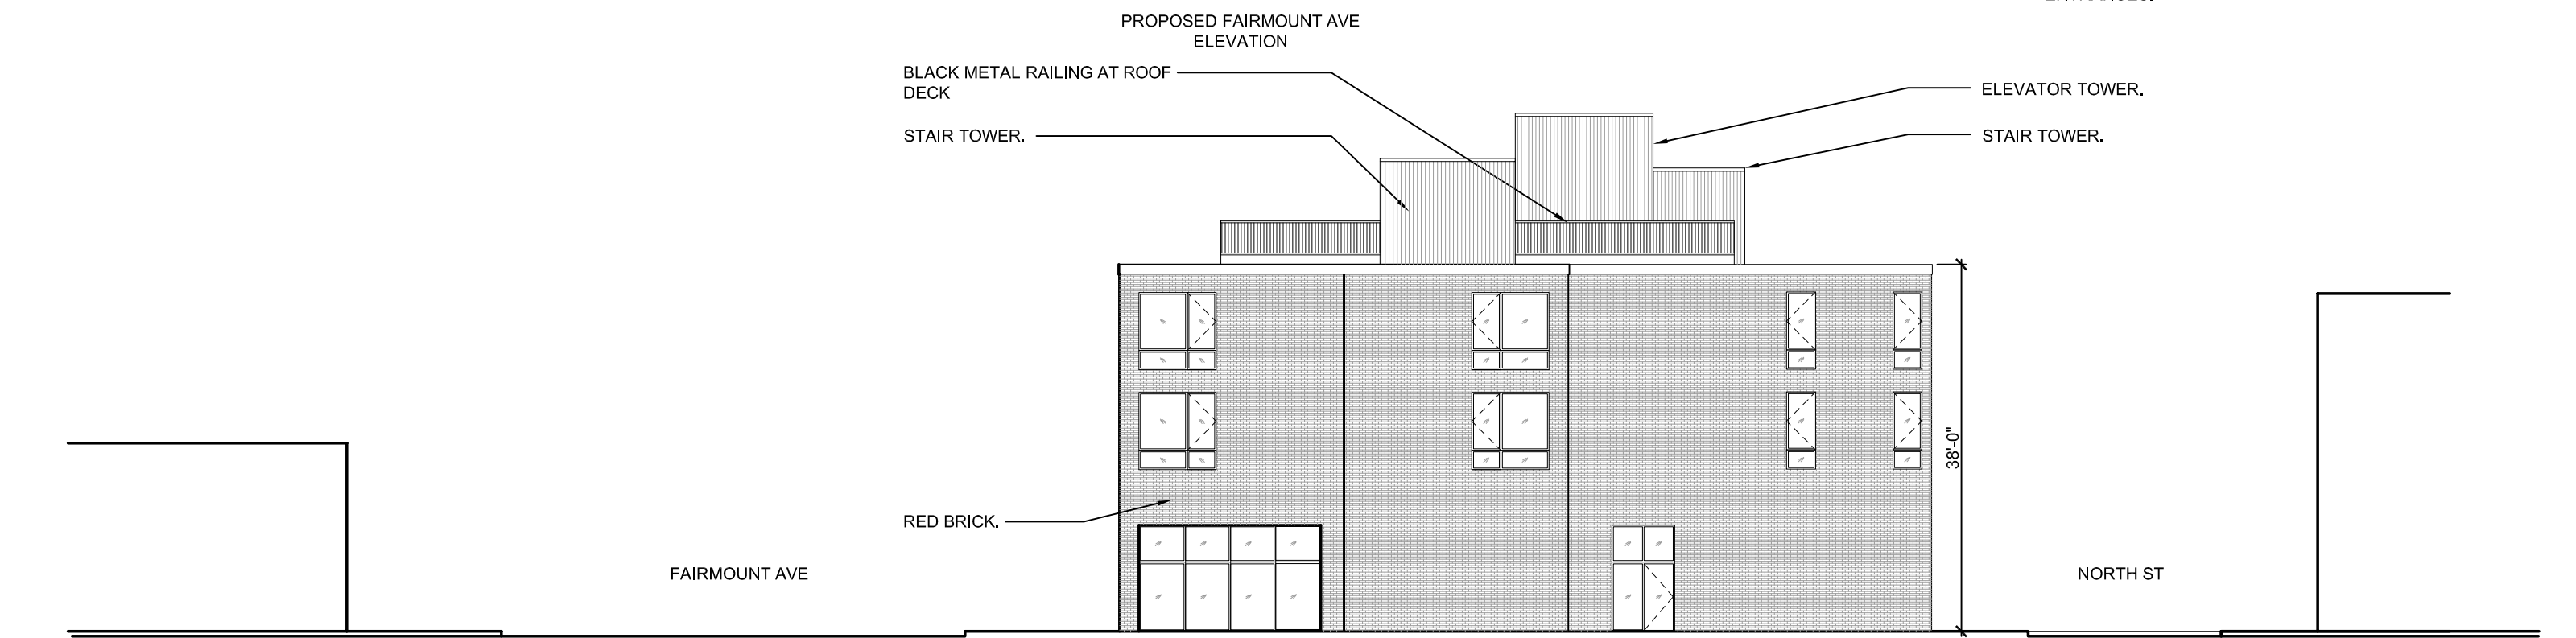 PROPOSED FAIRMOUNT AVE
ELEVATION
BLACK METAL RAILING AT ROOF
DECK
STAIR TOWER.
ELEVATOR TOWER.
STAIR TOWER.
38'-0"
RED BRICK.
FAIRMOUNT AVE
NORTH ST